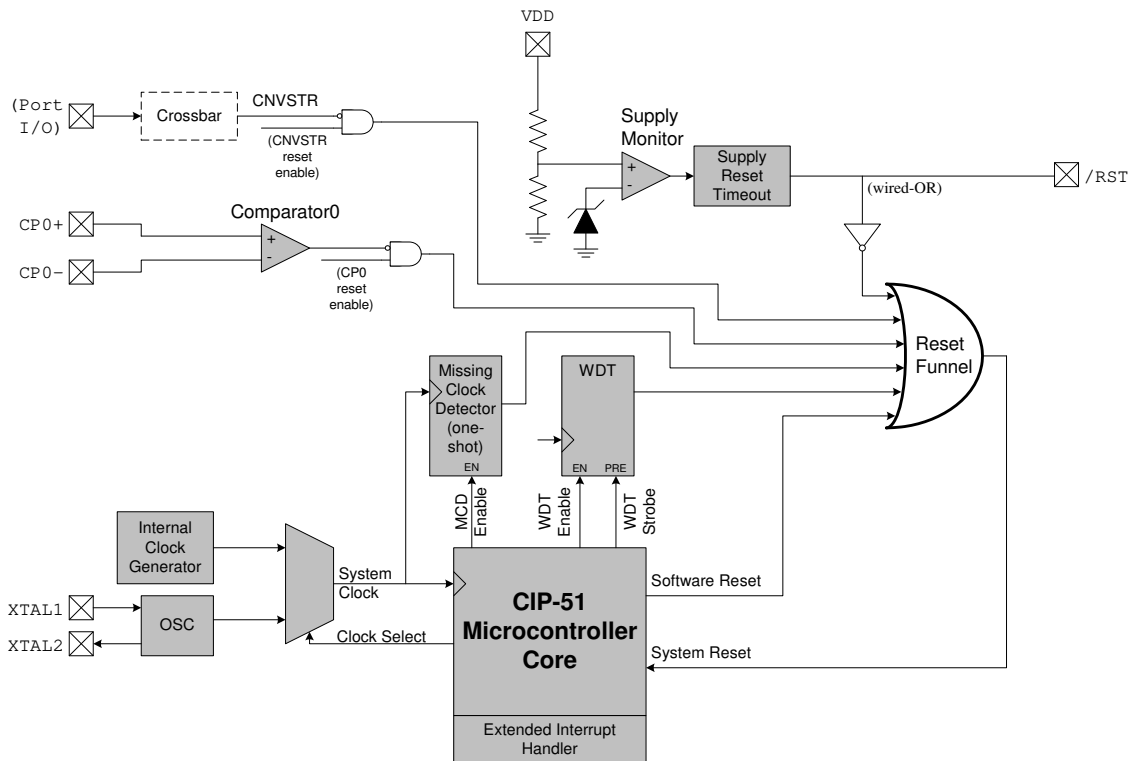 VDD
(Port
I/O)
Crossbar
CNVSTR
(CNVSTR
reset
enable)
Supply
Monitor
+
-
Supply
Reset
Timeout
(wired-OR)
/RST
CP0+
CP0-
Comparator0
+
-
(CP0
reset
enable)
Reset
Funnel
Missing
Clock
Detector
(one-
shot)
EN
WDT
EN
PRE
MCD
Enable
WDT
Enable
WDT
Strobe
Internal
Clock
Generator
System
Clock
XTAL1
XTAL2
OSC
Clock Select
CIP-51
Microcontroller
Core
Software Reset
System Reset
Extended Interrupt
Handler